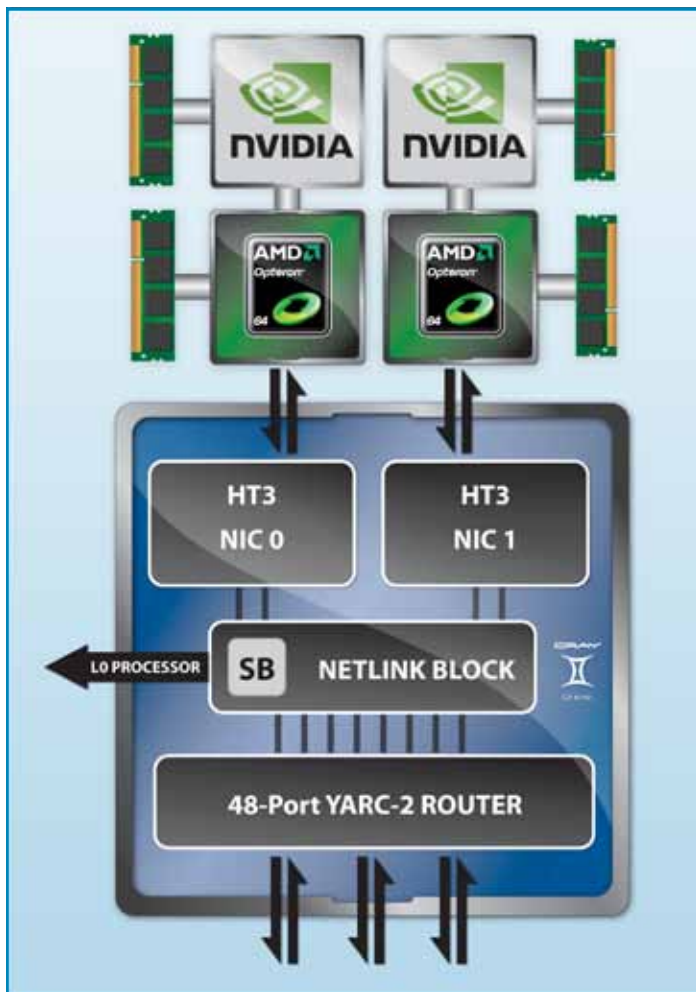 NVIDIA
NVIDIA
AMD
Opteron
64
AMD
Opteron
64
HT3
NIC 0
HT3
NIC 1
L0 PROCESSOR
SB
NETLINK BLOCK
CRAY
48-Port YARC-2 ROUTER